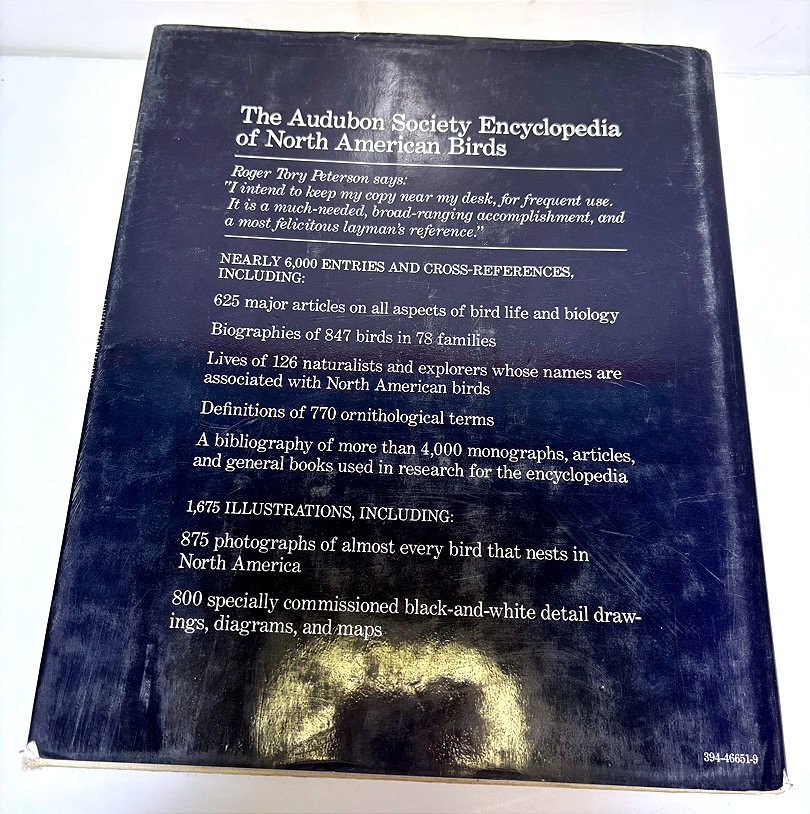 The Audubon Society Encyclopedia
of North American Birds
Roger Tory Peterson says:
"I intend to keep my copy near my desk, for frequent use.
It is a much-needed, broad-ranging accomplishment, and
a most felicitous layman's reference."
NEARLY 6,000 ENTRIES AND CROSS-REFERENCES,
INCLUDING:
625 major articles on all aspects of bird life and biology
Biographies of 847 birds in 78 families
Lives of 126 naturalists and explorers whose names are
associated with North American birds
Definitions of 770 ornithological terms
A bibliography of more than 4,000 monographs, articles,
and general books used in research for the encyclopedia
1,675 ILLUSTRATIONS, INCLUDING:
875 photographs of almost every bird that nests in
North America
800 specially commissioned black-and-white detail draw-
ings, diagrams, and maps
394-46651-9